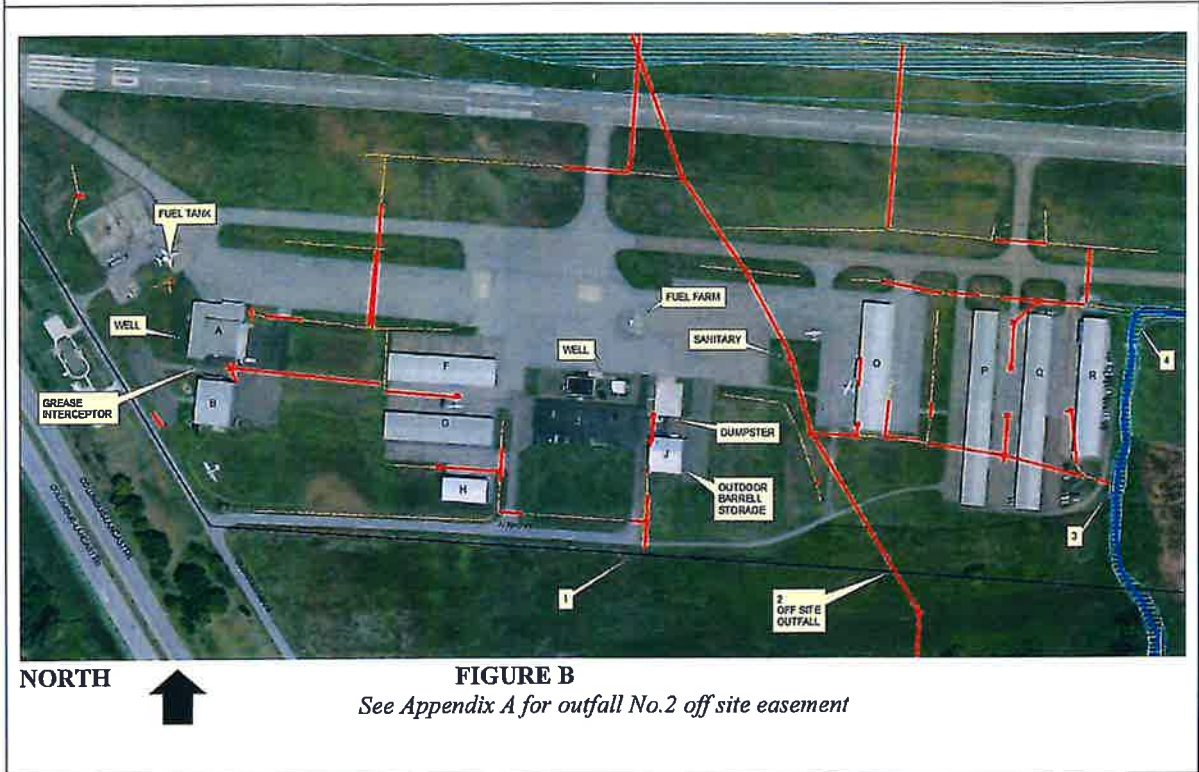 FUEL TANK
WELL
A
B
GREASE
INTERCEPTOR
F
H
WELL
FUEL FARM
SANITARY
J
DUMPSTER
OUTDOOR
BARRELL
STORAGE
O
P
Q
R
4
3
1
2
OFF SITE
OUTFALL
NORTH
FIGURE B
See Appendix A for outfall No.2 off site easement